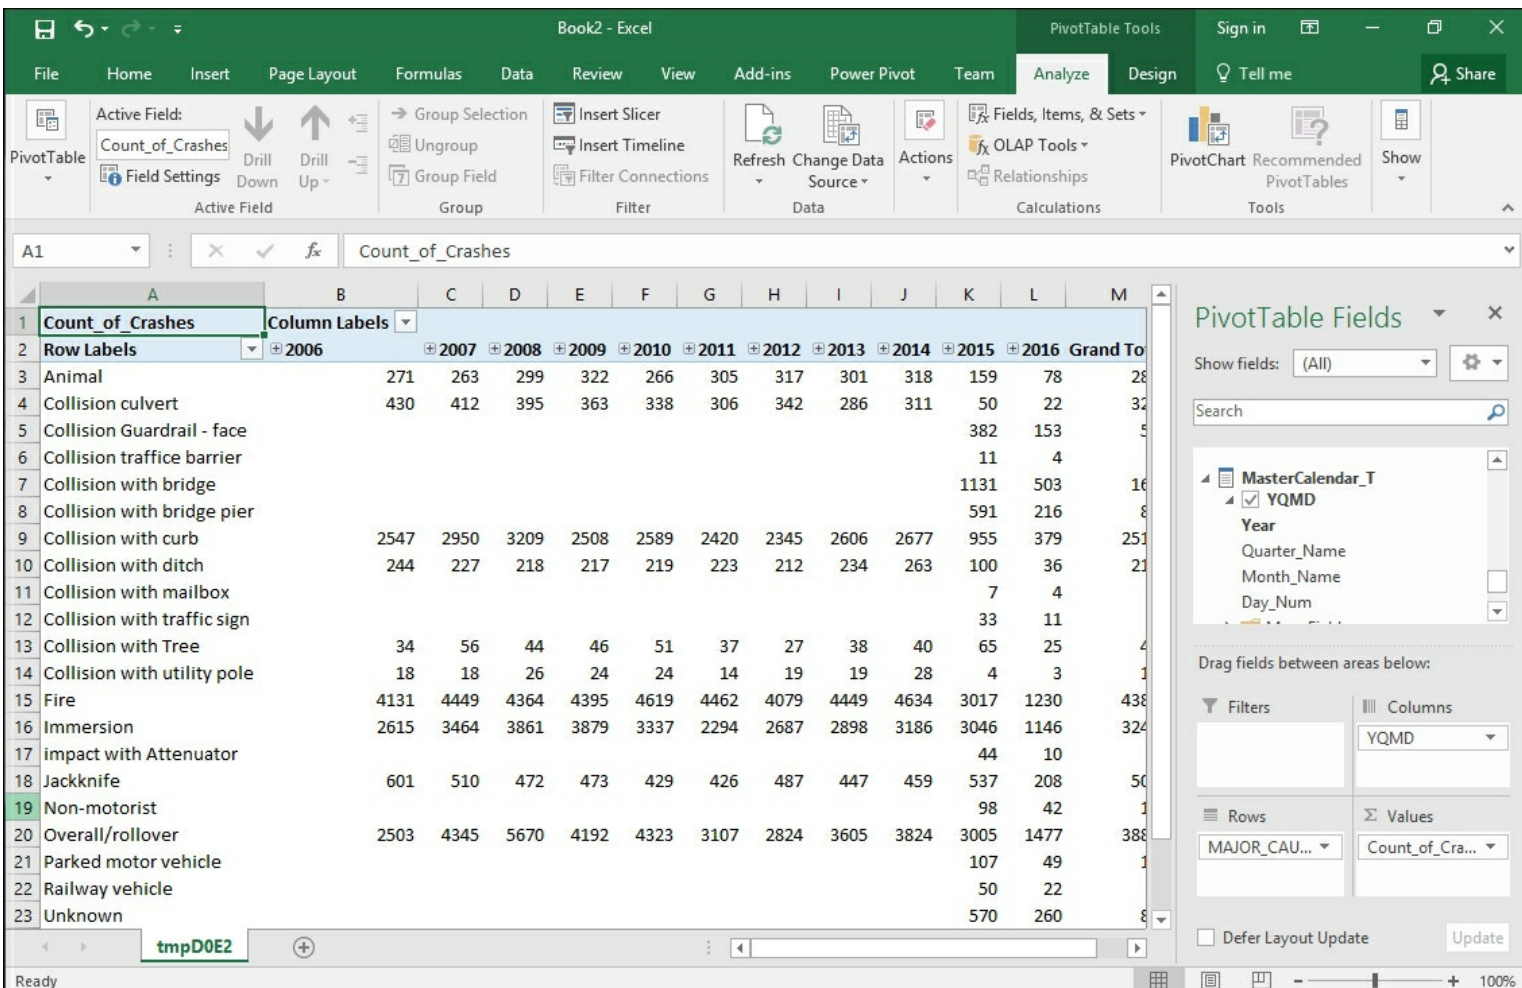 Book2 - Excel PivotTable Tools Sign in
File Home Insert Page Layout Formulas Data Review View Add-ins Power Pivot Team Analyze Design Tell me Share
PivotTable
Active Field:
Count_of_Crashes
Field Settings
Drill Down
Drill Up
Active Field
Group Selection
Ungroup
Group Field
Group
Insert Slicer
Insert Timeline
Filter Connections
Filter
Refresh
Change Data Source
Data
Actions
Fields, Items, & Sets
OLAP Tools
Relationships
Calculations
PivotChart
Recommended PivotTables
Tools
Show
A1 fx Count_of_Crashes
A B C D E F G H I J K L M
1 Count_of_Crashes Column Labels
2 Row Labels 2006 2007 2008 2009 2010 2011 2012 2013 2014 2015 2016 Grand To
3 Animal 271 263 299 322 266 305 317 301 318 159 78 28
4 Collision culvert 430 412 395 363 338 306 342 286 311 50 22 32
5 Collision Guardrail - face 382 153 5
6 Collision traffice barrier 11 4
7 Collision with bridge 1131 503 16
8 Collision with bridge pier 591 216 8
9 Collision with curb 2547 2950 3209 2508 2589 2420 2345 2606 2677 955 379 251
10 Collision with ditch 244 227 218 217 219 223 212 234 263 100 36 21
11 Collision with mailbox 7 4
12 Collision with traffic sign 33 11
13 Collision with Tree 34 56 44 46 51 37 27 38 40 65 25 4
14 Collision with utility pole 18 18 26 24 24 14 19 19 28 4 3 1
15 Fire 4131 4449 4364 4395 4619 4462 4079 4449 4634 3017 1230 438
16 Immersion 2615 3464 3861 3879 3337 2294 2687 2898 3186 3046 1146 324
17 impact with Attenuator 44 10
18 Jackknife 601 510 472 473 429 426 487 447 459 537 208 50
19 Non-motorist 98 42 1
20 Overall/rollover 2503 4345 5670 4192 4323 3107 2824 3605 3824 3005 1477 388
21 Parked motor vehicle 107 49 1
22 Railway vehicle 50 22
23 Unknown 570 260 8
tmpD0E2
Ready 100%
PivotTable Fields
Show fields: (All)
Search
MasterCalendar_T
YQMD
Year
Quarter_Name
Month_Name
Day_Num
Drag fields between areas below:
Filters Columns
YQMD
Rows Σ Values
MAJOR_CAU... Count_of_Cra...
Defer Layout Update Update